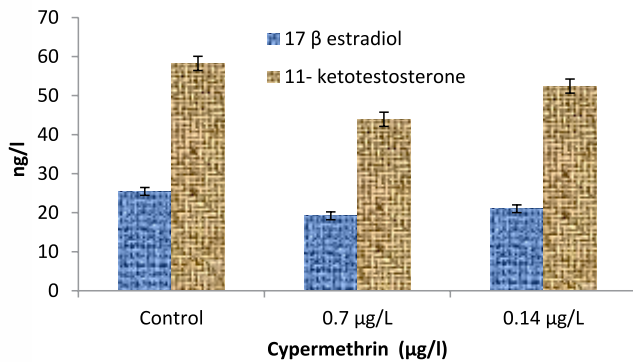 70
60
50
40
30
20
10
0
ng/l
17 β estradiol
11- ketotestosterone
Control
0.7 µg/L
0.14 µg/L
Cypermethrin (µg/l)